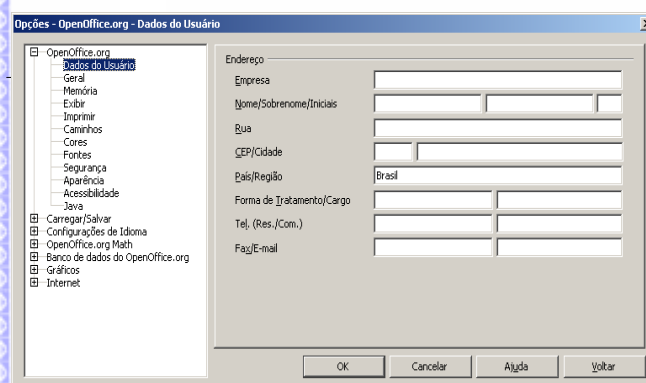 Opções - OpenOffice.org - Dados do Usuário
OpenOffice.org
Dados do Usuário
Geral
Memória
Exibir
Imprimir
Caminhos
Cores
Fontes
Segurança
Aparência
Acessibilidade
Java
Carregar/Salvar
Configurações de Idioma
OpenOffice.org Math
Banco de dados do OpenOffice.org
Gráficos
Internet
Endereço
Empresa
Nome/Sobrenome/Iniciais
Rua
CEP/Cidade
País/Região Brasil
Forma de Tratamento/Cargo
Tel. (Res./Com.)
Fax/E-mail
OK Cancelar Ajuda Voltar